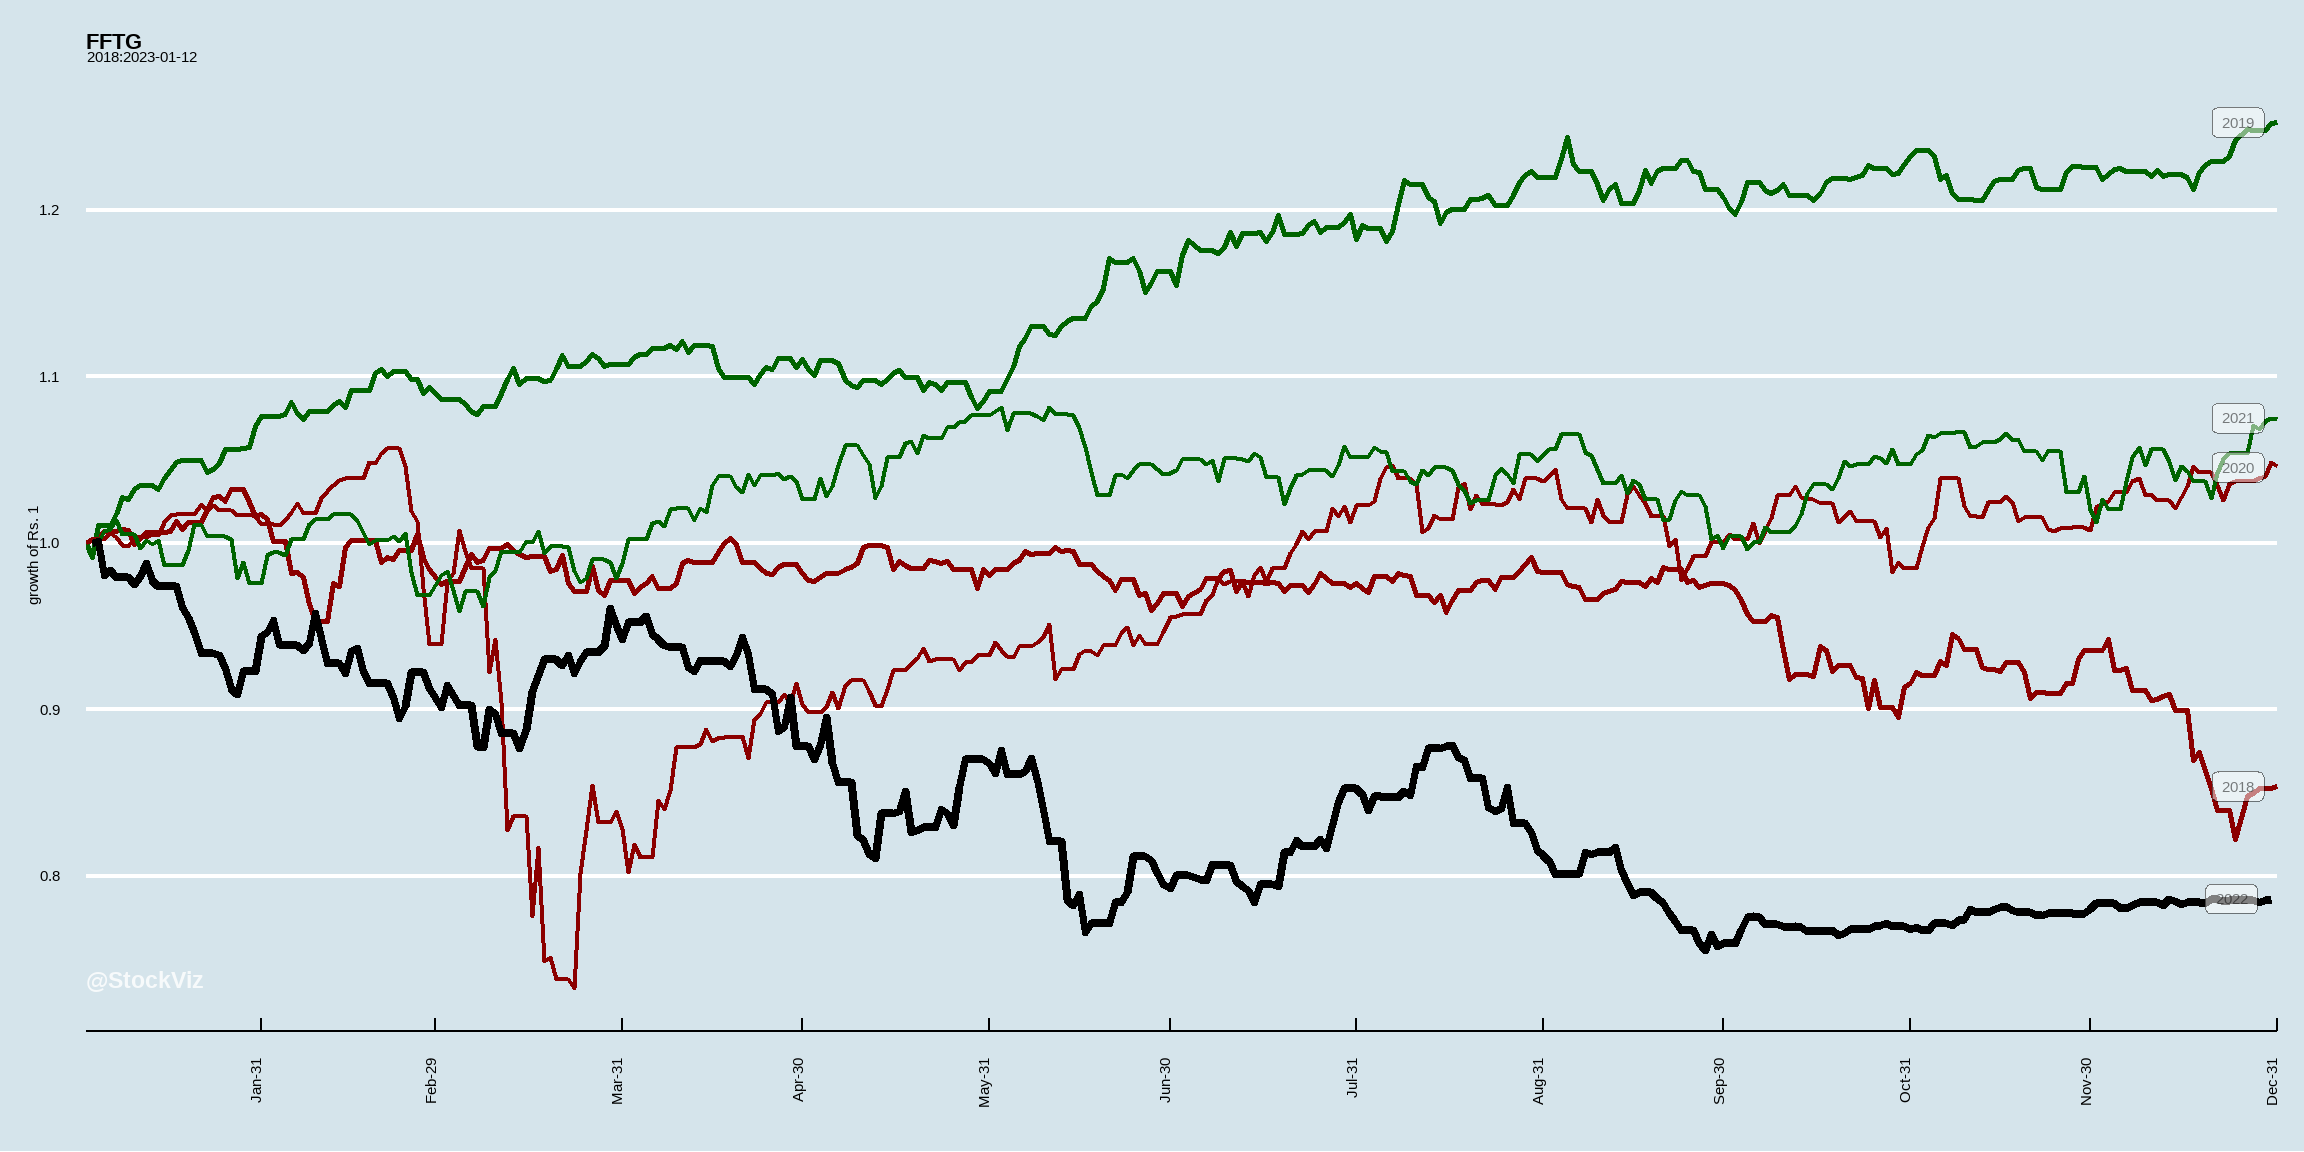 FFTG
2018:2023-01-12
2019
1.2
1.1
2021
2020
1.0
growth of Rs. 1
0.9
2018
0.8
2022
@StockViz
Jan-31
Feb-29
Mar-31
Apr-30
May-31
Jun-30
Jul-31
Aug-31
Sep-30
Oct-31
Nov-30
Dec-31